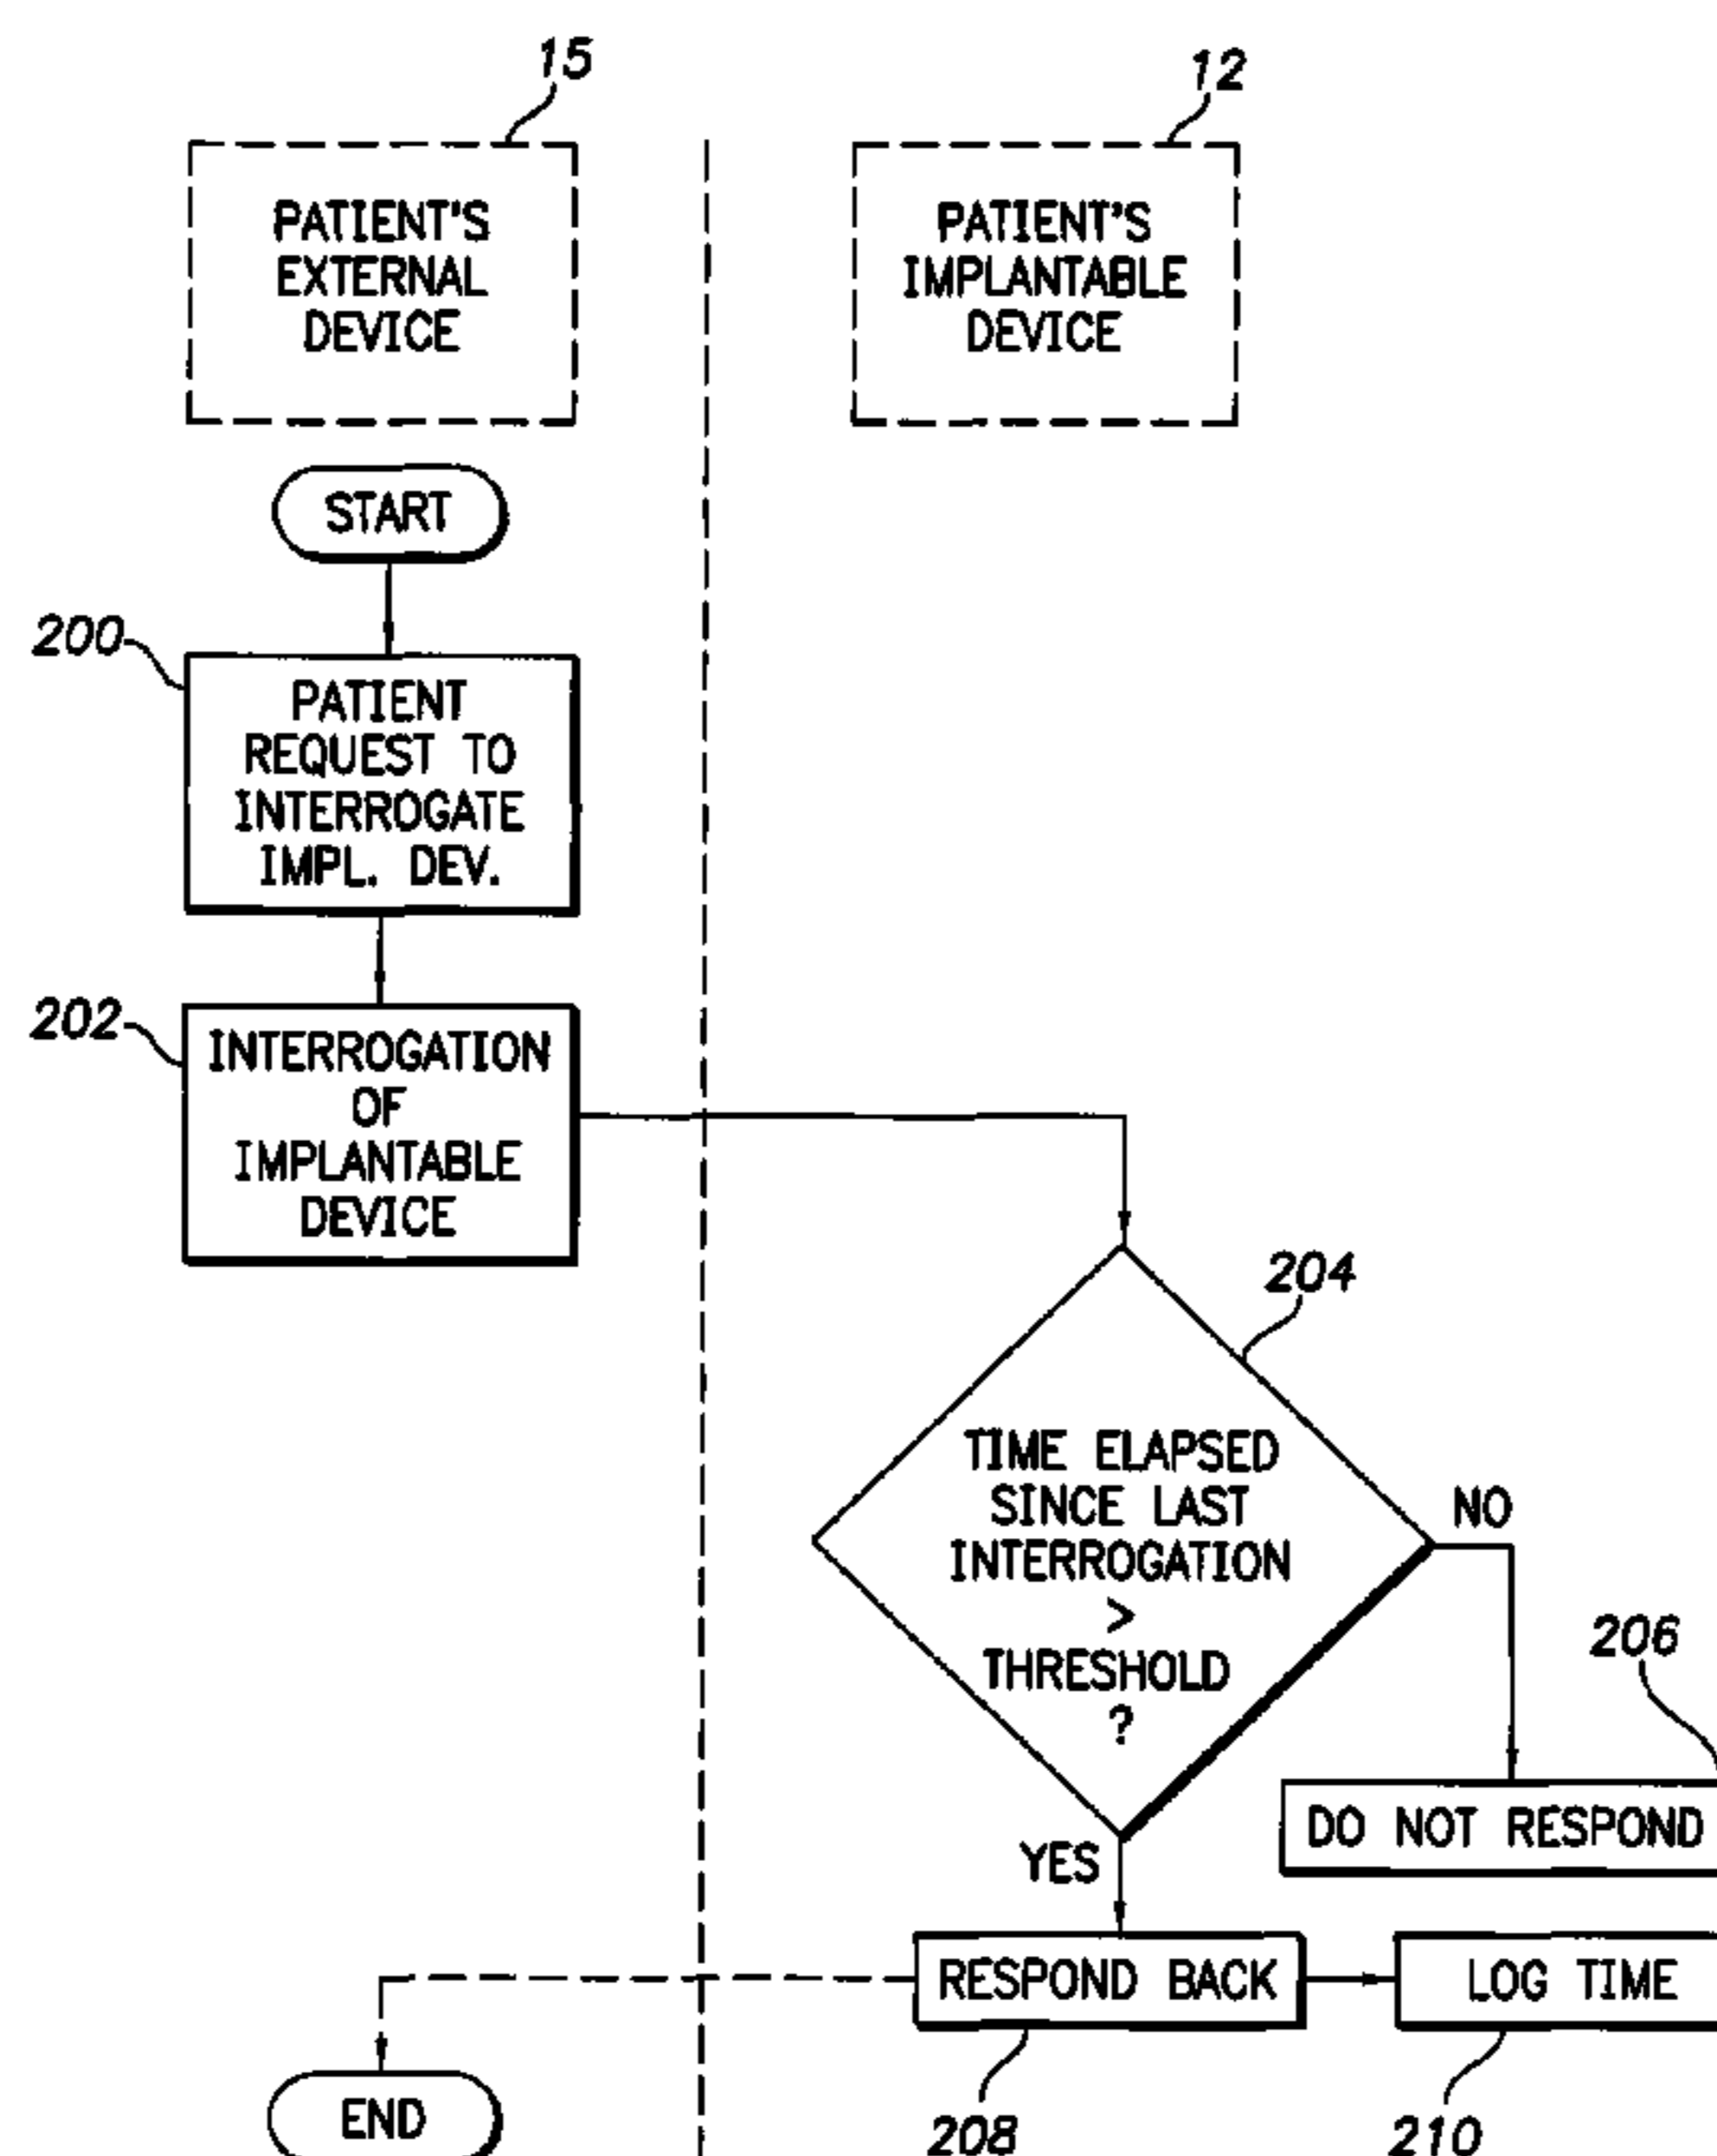 15
12
PATIENT'S
EXTERNAL
DEVICE
PATIENT'S
IMPLANTABLE
DEVICE
START
200
PATIENT
REQUEST TO
INTERROGATE
IMPL. DEV.
202
INTERROGATION
OF
IMPLANTABLE
DEVICE
204
TIME ELAPSED
SINCE LAST
INTERROGATION
>
THRESHOLD
?
NO
206
DO NOT RESPOND
YES
RESPOND BACK
LOG TIME
END
208
210